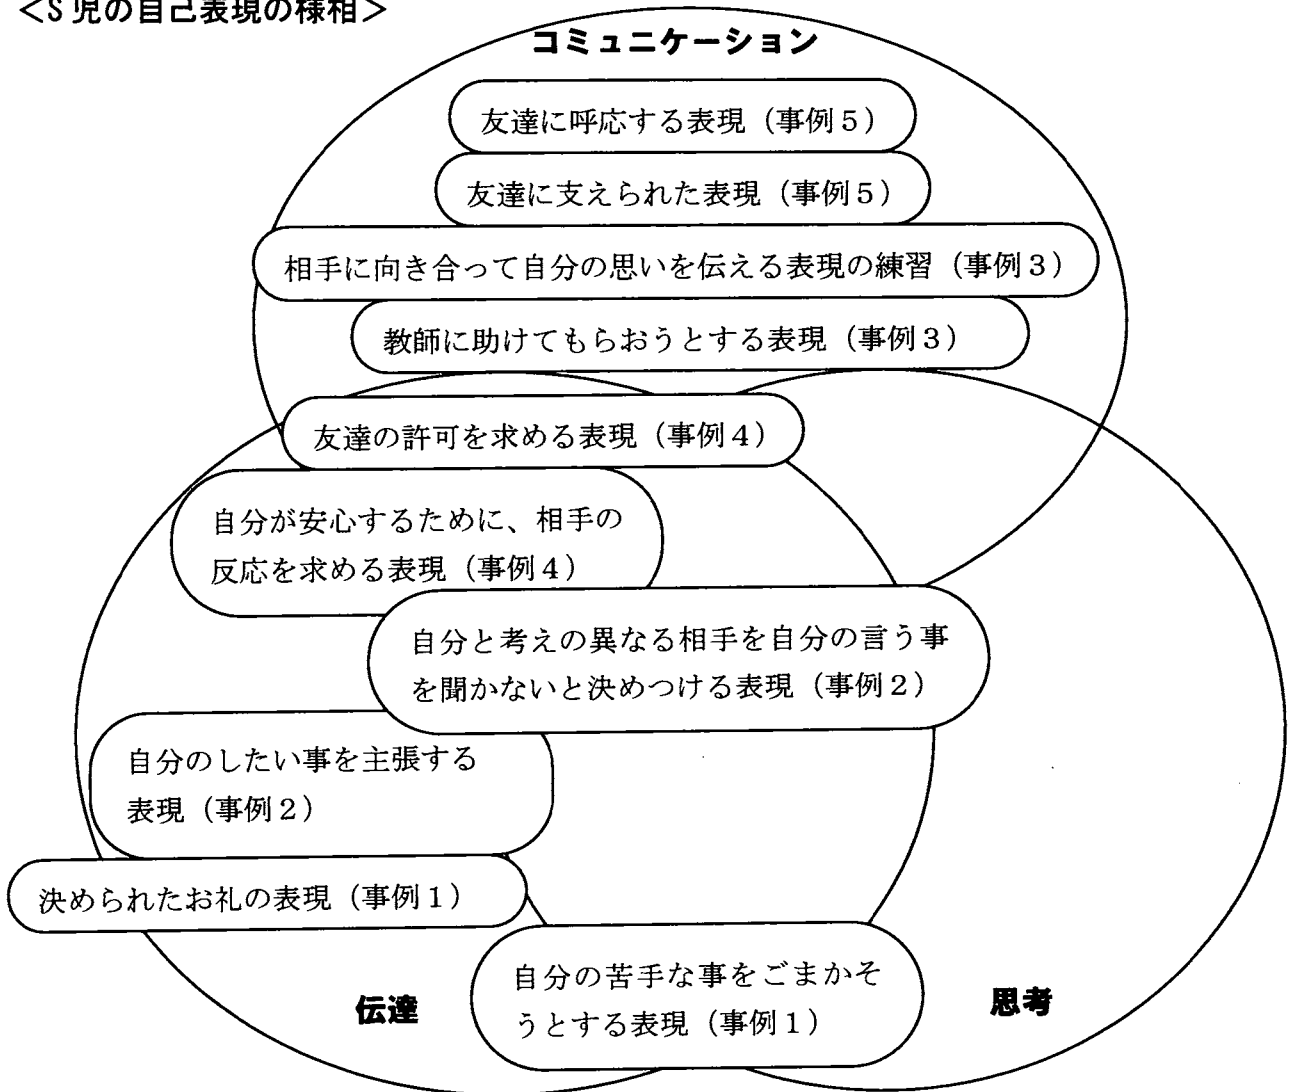 ＜S児の自己表現の様相＞
コミュニケーション
友達に呼応する表現（事例５）
友達に支えられた表現（事例５）
相手に向き合って自分の思いを伝える表現の練習（事例３）
教師に助けてもらおうとする表現（事例３）
友達の許可を求める表現（事例４）
自分が安心するために、相手の
反応を求める表現（事例４）
自分と考えの異なる相手を自分の言う事
を聞かないと決めつける表現（事例２）
自分のしたい事を主張する
表現（事例２）
決められたお礼の表現（事例１）
自分の苦手な事をごまかそ
うとする表現（事例１）
伝達
思考